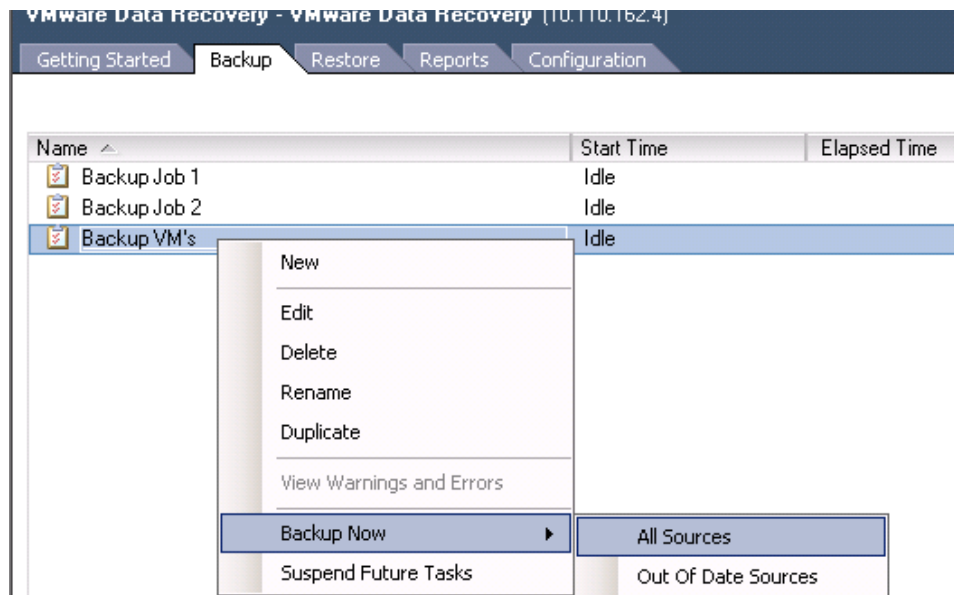 VMware Data Recovery - VMware Data Recovery (10.110.162.4)
Getting Started Backup Restore Reports Configuration
Name Start Time Elapsed Time
Backup Job 1 Idle
Backup Job 2 Idle
Backup VM's Idle
New
Edit
Delete
Rename
Duplicate
View Warnings and Errors
Backup Now All Sources
Suspend Future Tasks Out Of Date Sources